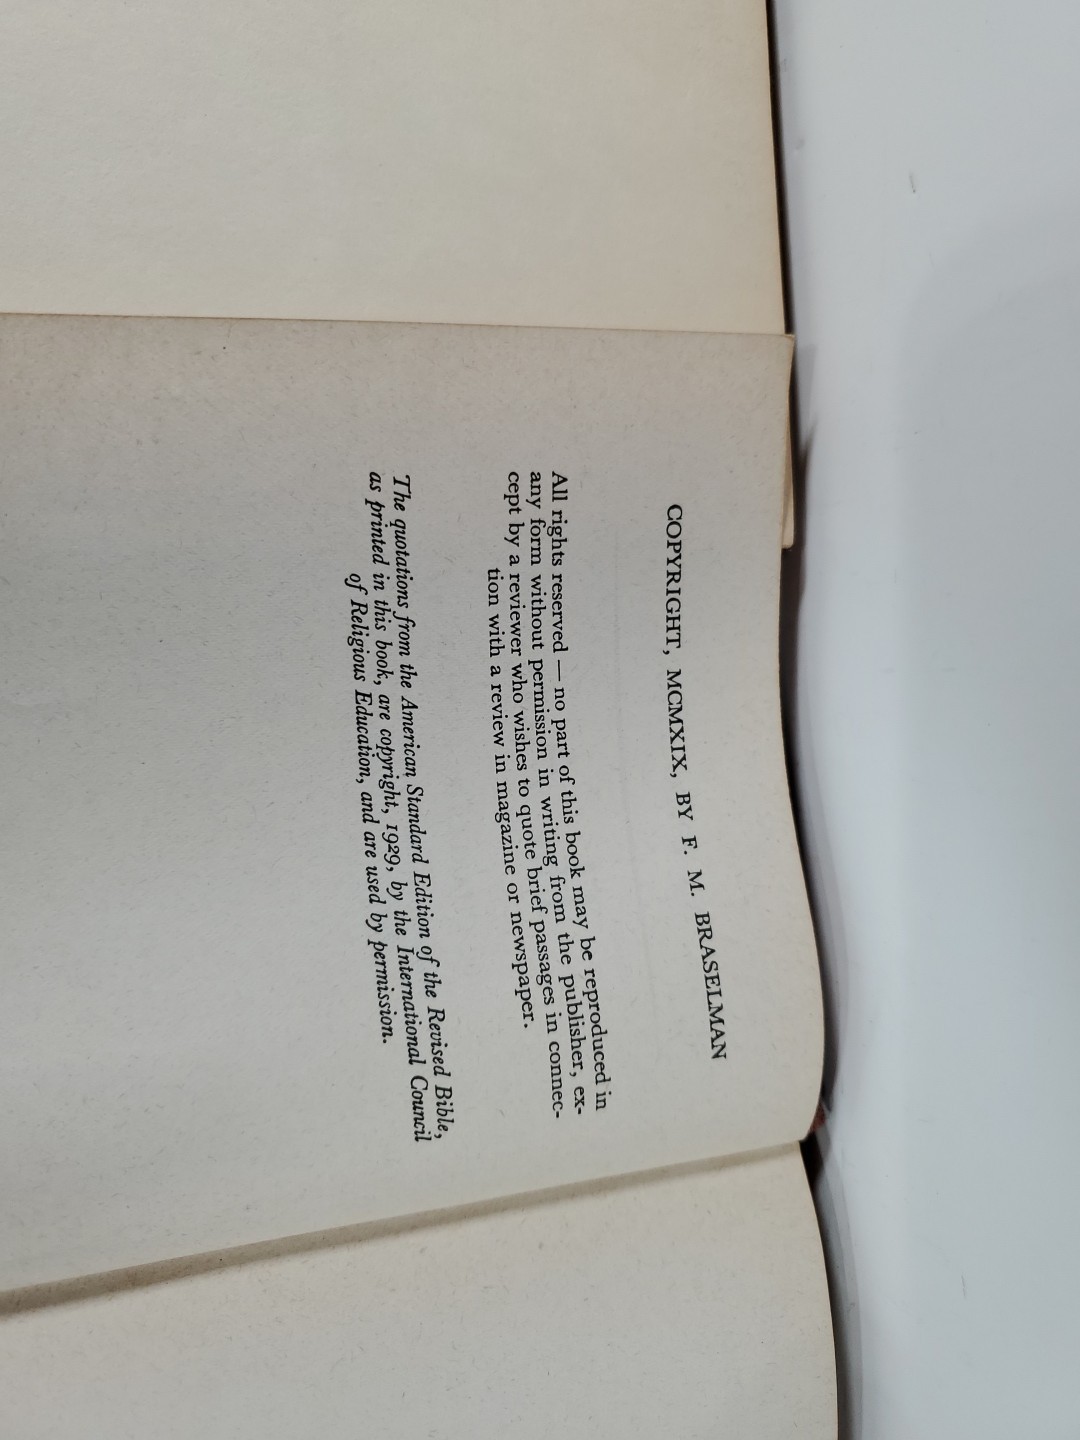 COPYRIGHT, MCMXIX, BY F. M. BRASELMAN
All rights reserved — no part of this book may be reproduced in
any form without permission in writing from the publisher, ex-
cept by a reviewer who wishes to quote brief passages in connec-
tion with a review in magazine or newspaper.
The quotations from the American Standard Edition of the Revised Bible,
as printed in this book, are copyright, 1929, by the International Council
of Religious Education, and are used by permission.